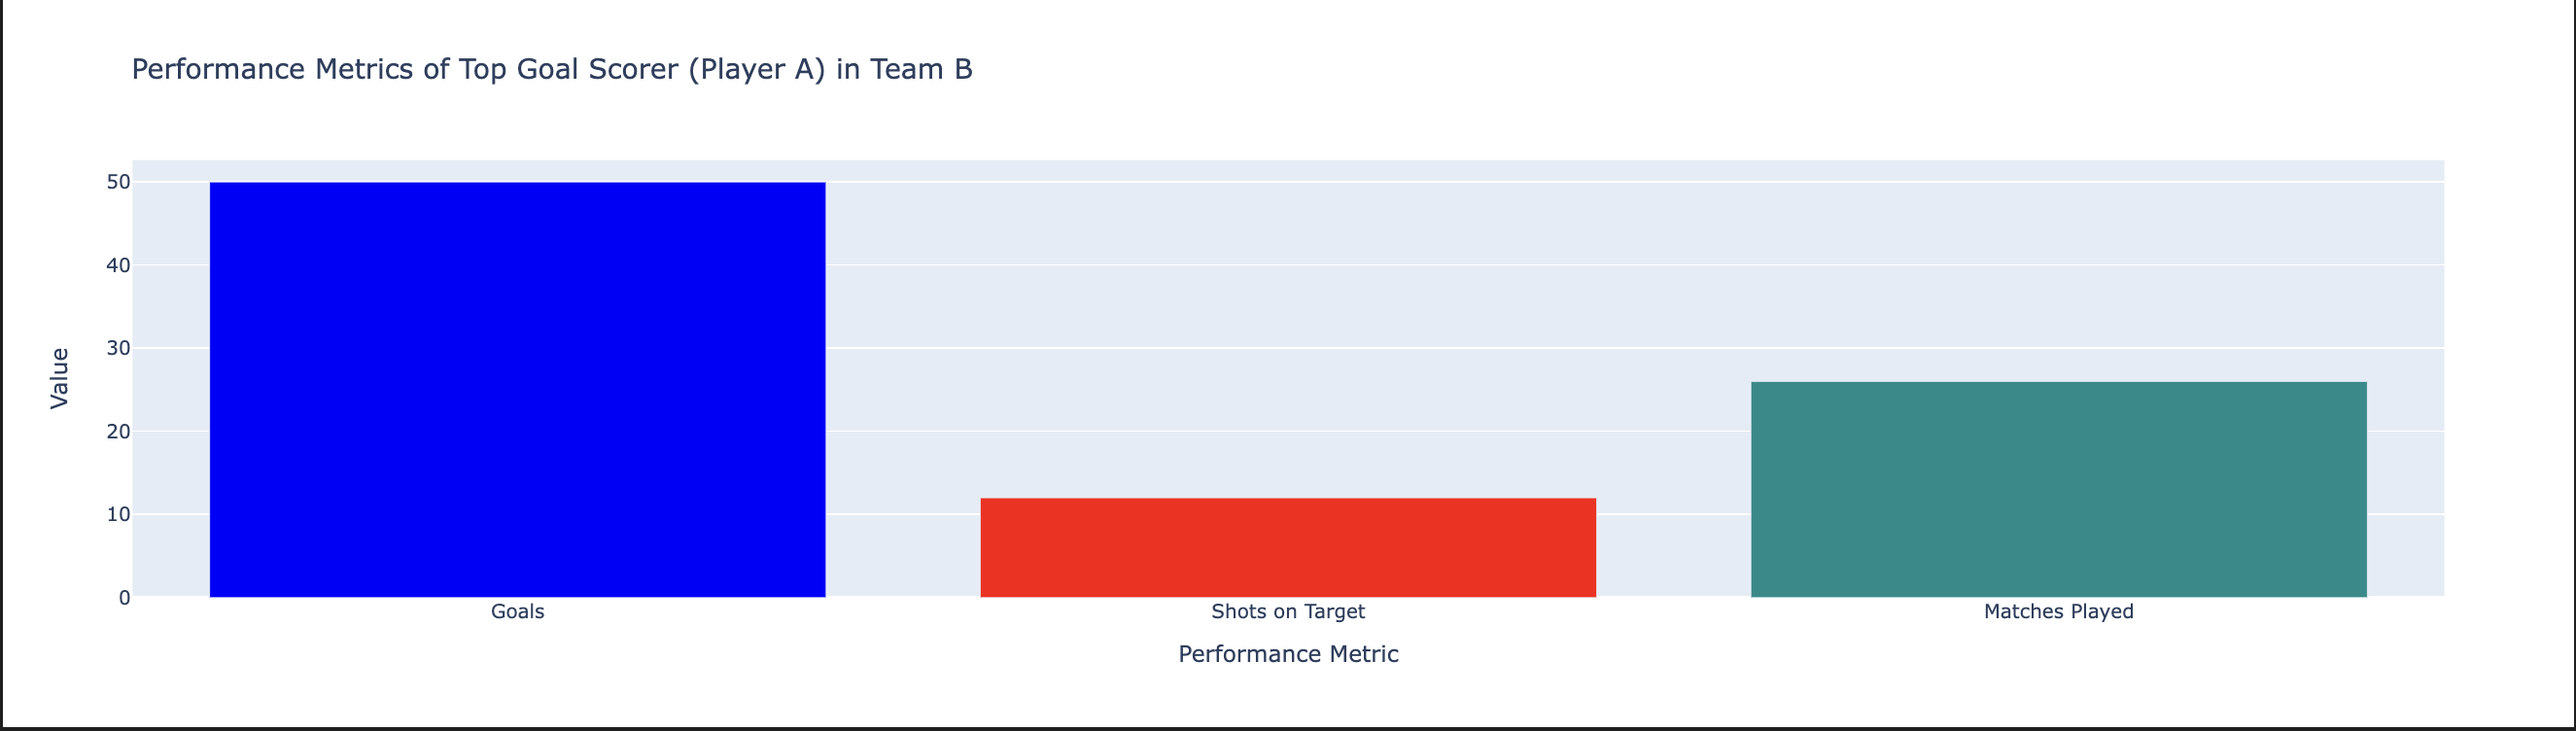 Performance Metrics of Top Goal Scorer (Player A) in Team B
50
40
30
20
10
0
Value
Goals
Shots on Target
Matches Played
Performance Metric